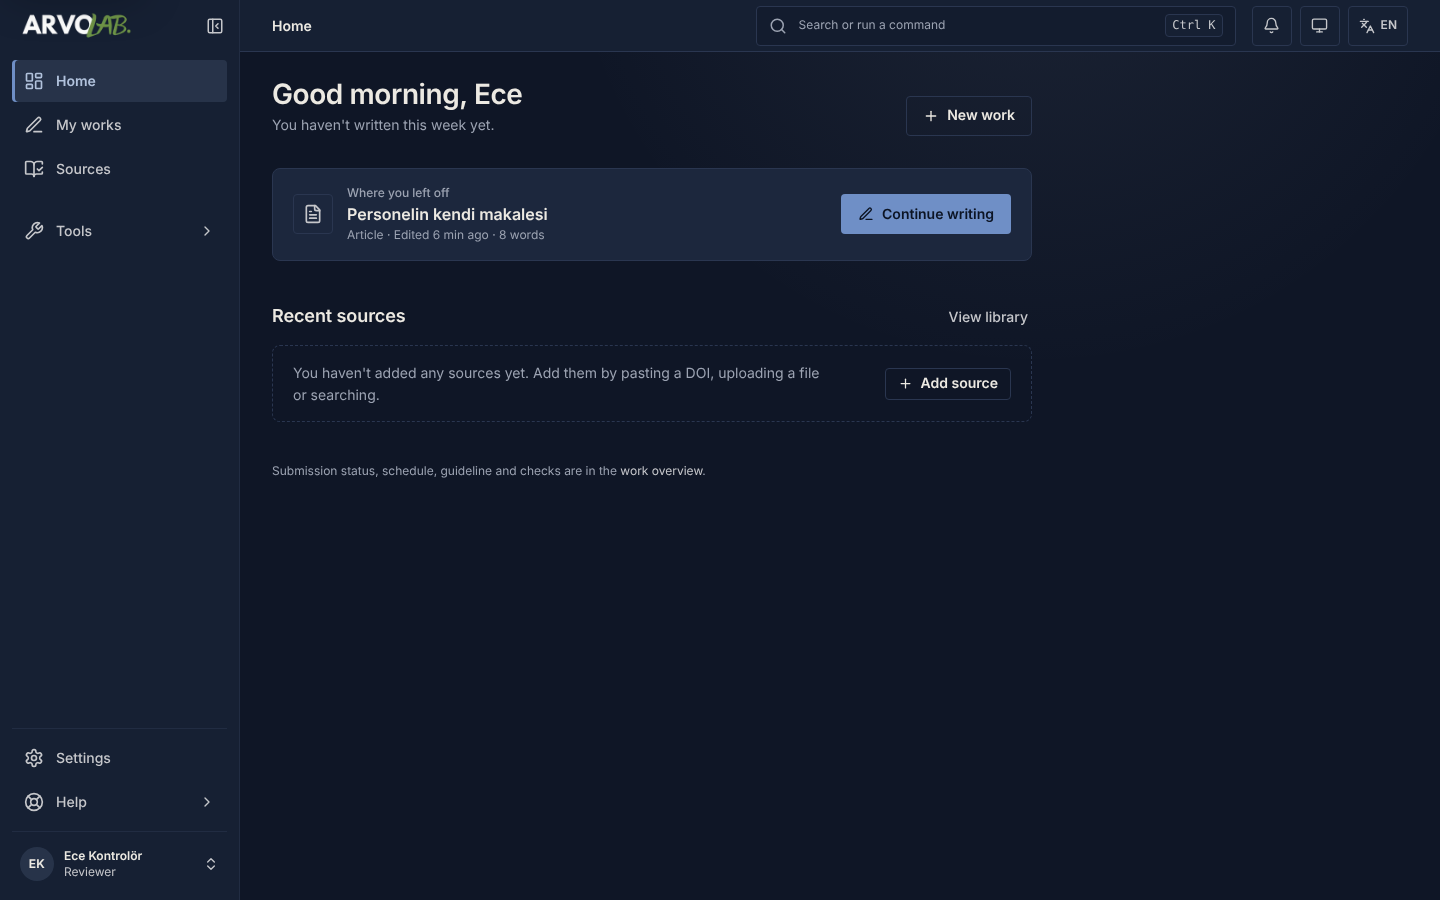 ARVOLAB.
Home
Search or run a command
Ctrl K
EN
Home
My works
Sources
Tools
Good morning, Ece
You haven't written this week yet.
New work
Where you left off
Personelin kendi makalesi
Article · Edited 6 min ago · 8 words
Continue writing
Recent sources
View library
You haven't added any sources yet. Add them by pasting a DOI, uploading a file
or searching.
Add source
Submission status, schedule, guideline and checks are in the work overview.
Settings
Help
EK
Ece Kontrolör
Reviewer